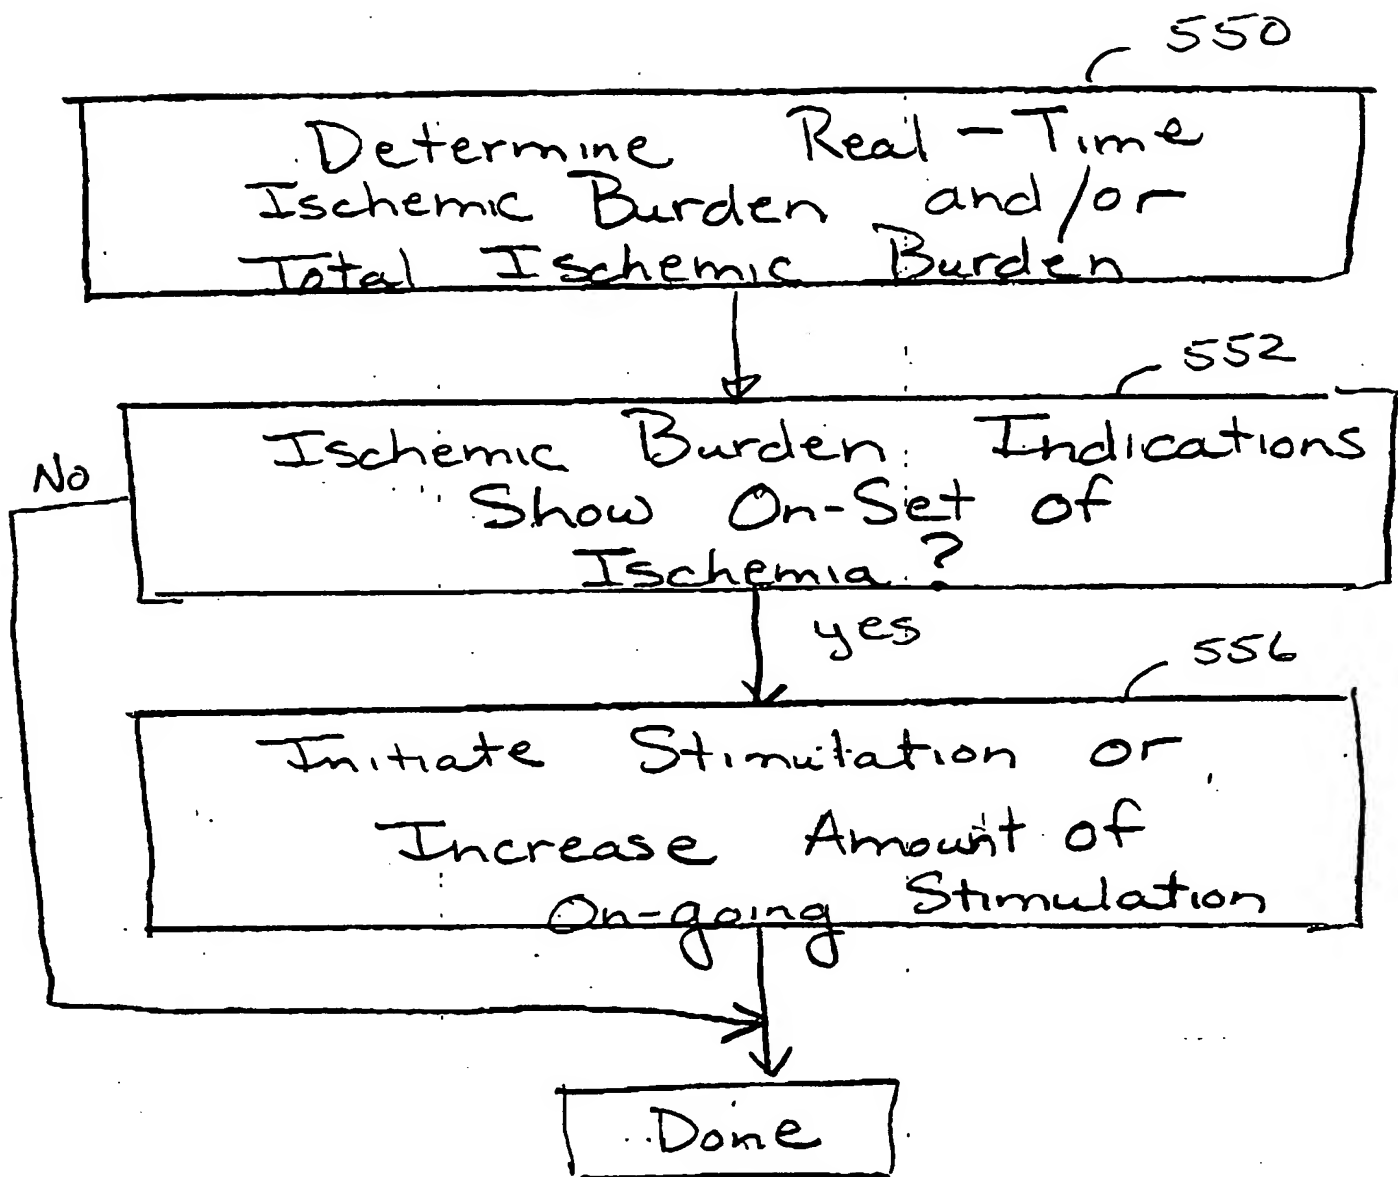 550
Determine Real-Time
Ischemic Burden and/or
Total Ischemic Burden
552
Ischemic Burden Indications
Show On-Set of
Ischemia?
No
yes
556
Initiate Stimulation or
Increase Amount of
On-going Stimulation
Done